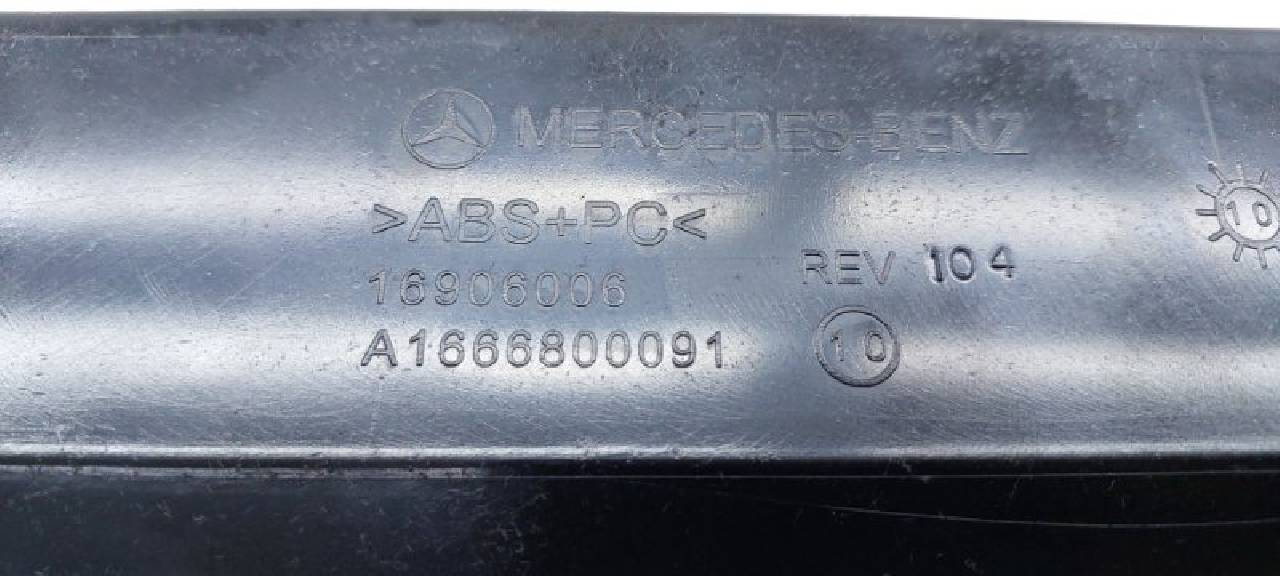 MERCEDES-BENZ
>ABS+PC<
16906006
REV 104
A1666800091
10
10